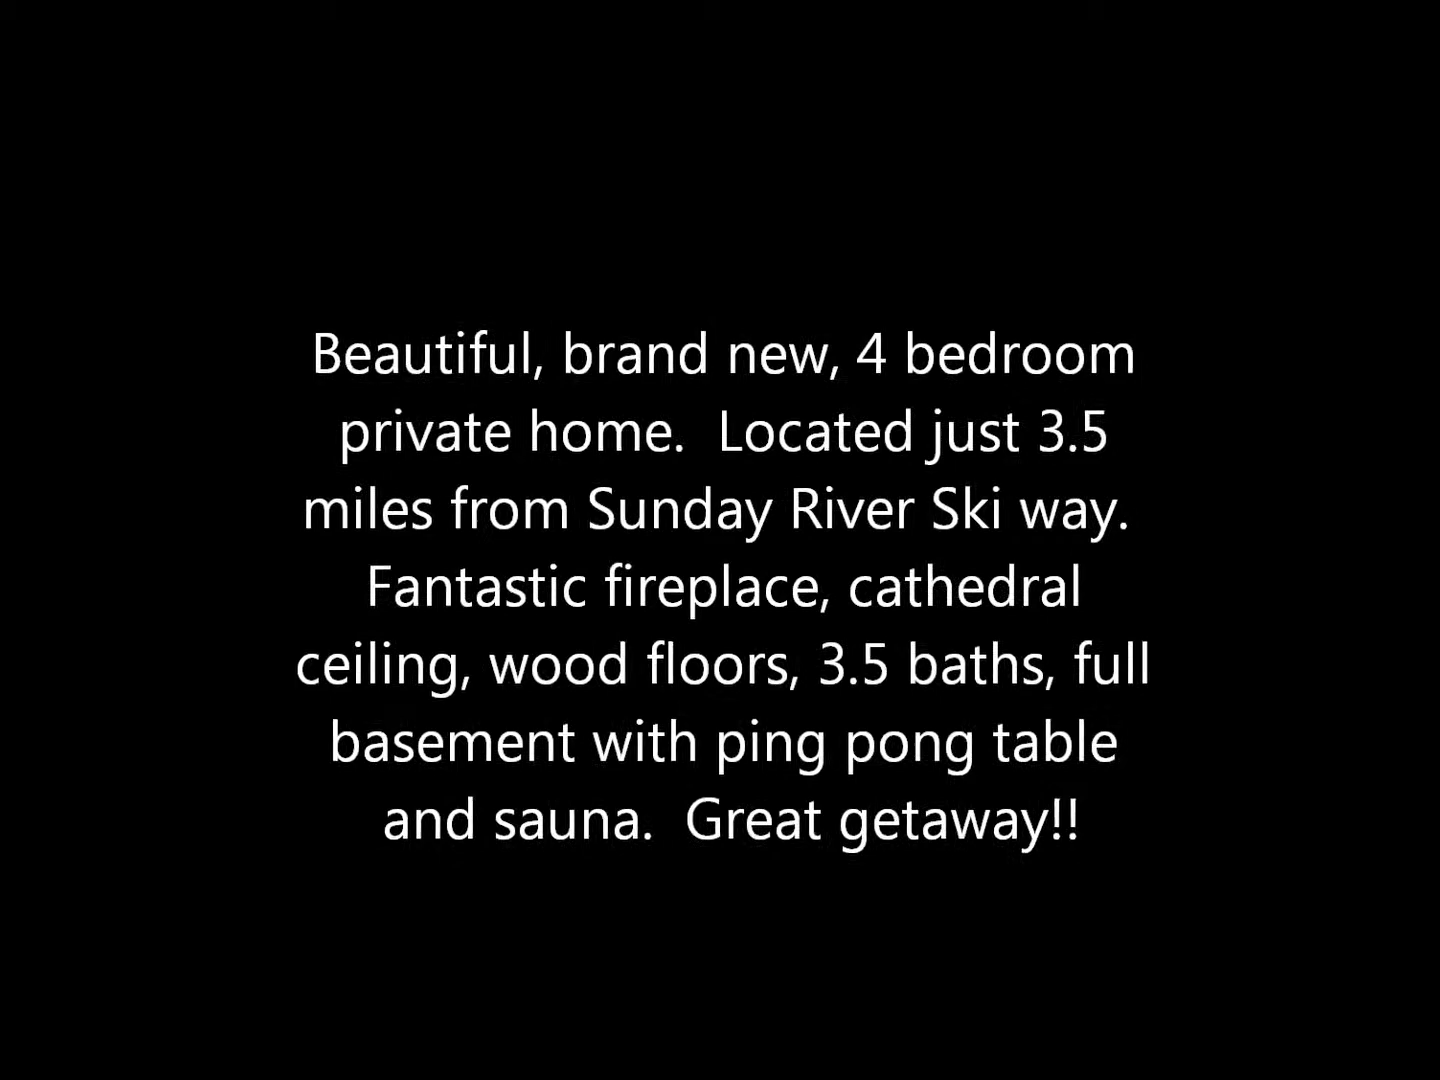 Beautiful, brand new, 4 bedroom
private home.  Located just 3.5
miles from Sunday River Ski way.
Fantastic fireplace, cathedral
ceiling, wood floors, 3.5 baths, full
basement with ping pong table
and sauna.  Great getaway!!